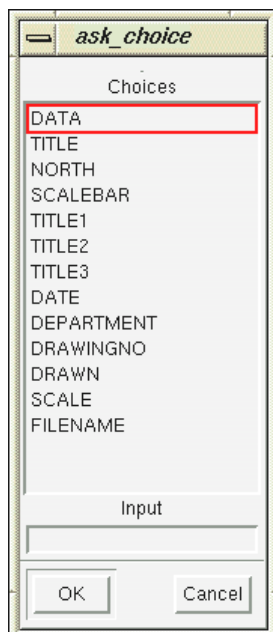 ask_choice
Choices
DATA
TITLE
NORTH
SCALEBAR
TITLE1
TITLE2
TITLE3
DATE
DEPARTMENT
DRAWINGNO
DRAWN
SCALE
FILENAME
Input
OK Cancel